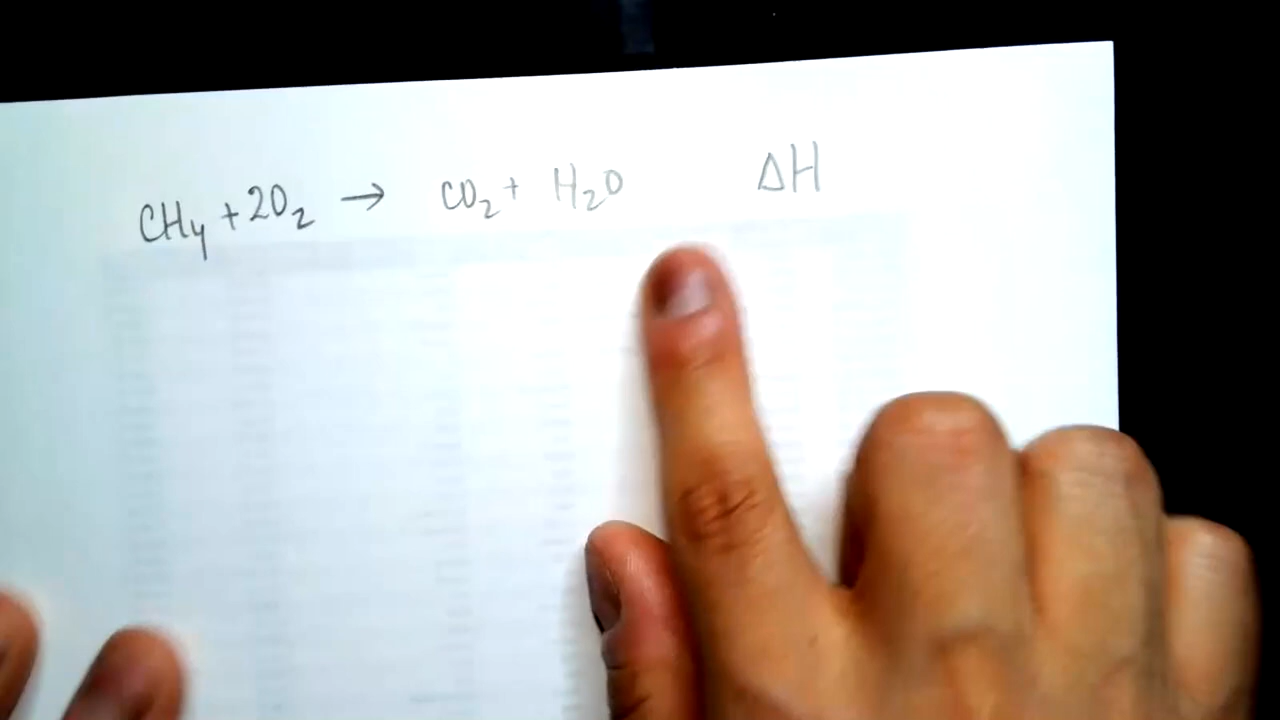 CH₄ + 2O₂ → CO₂ + H₂O ΔH